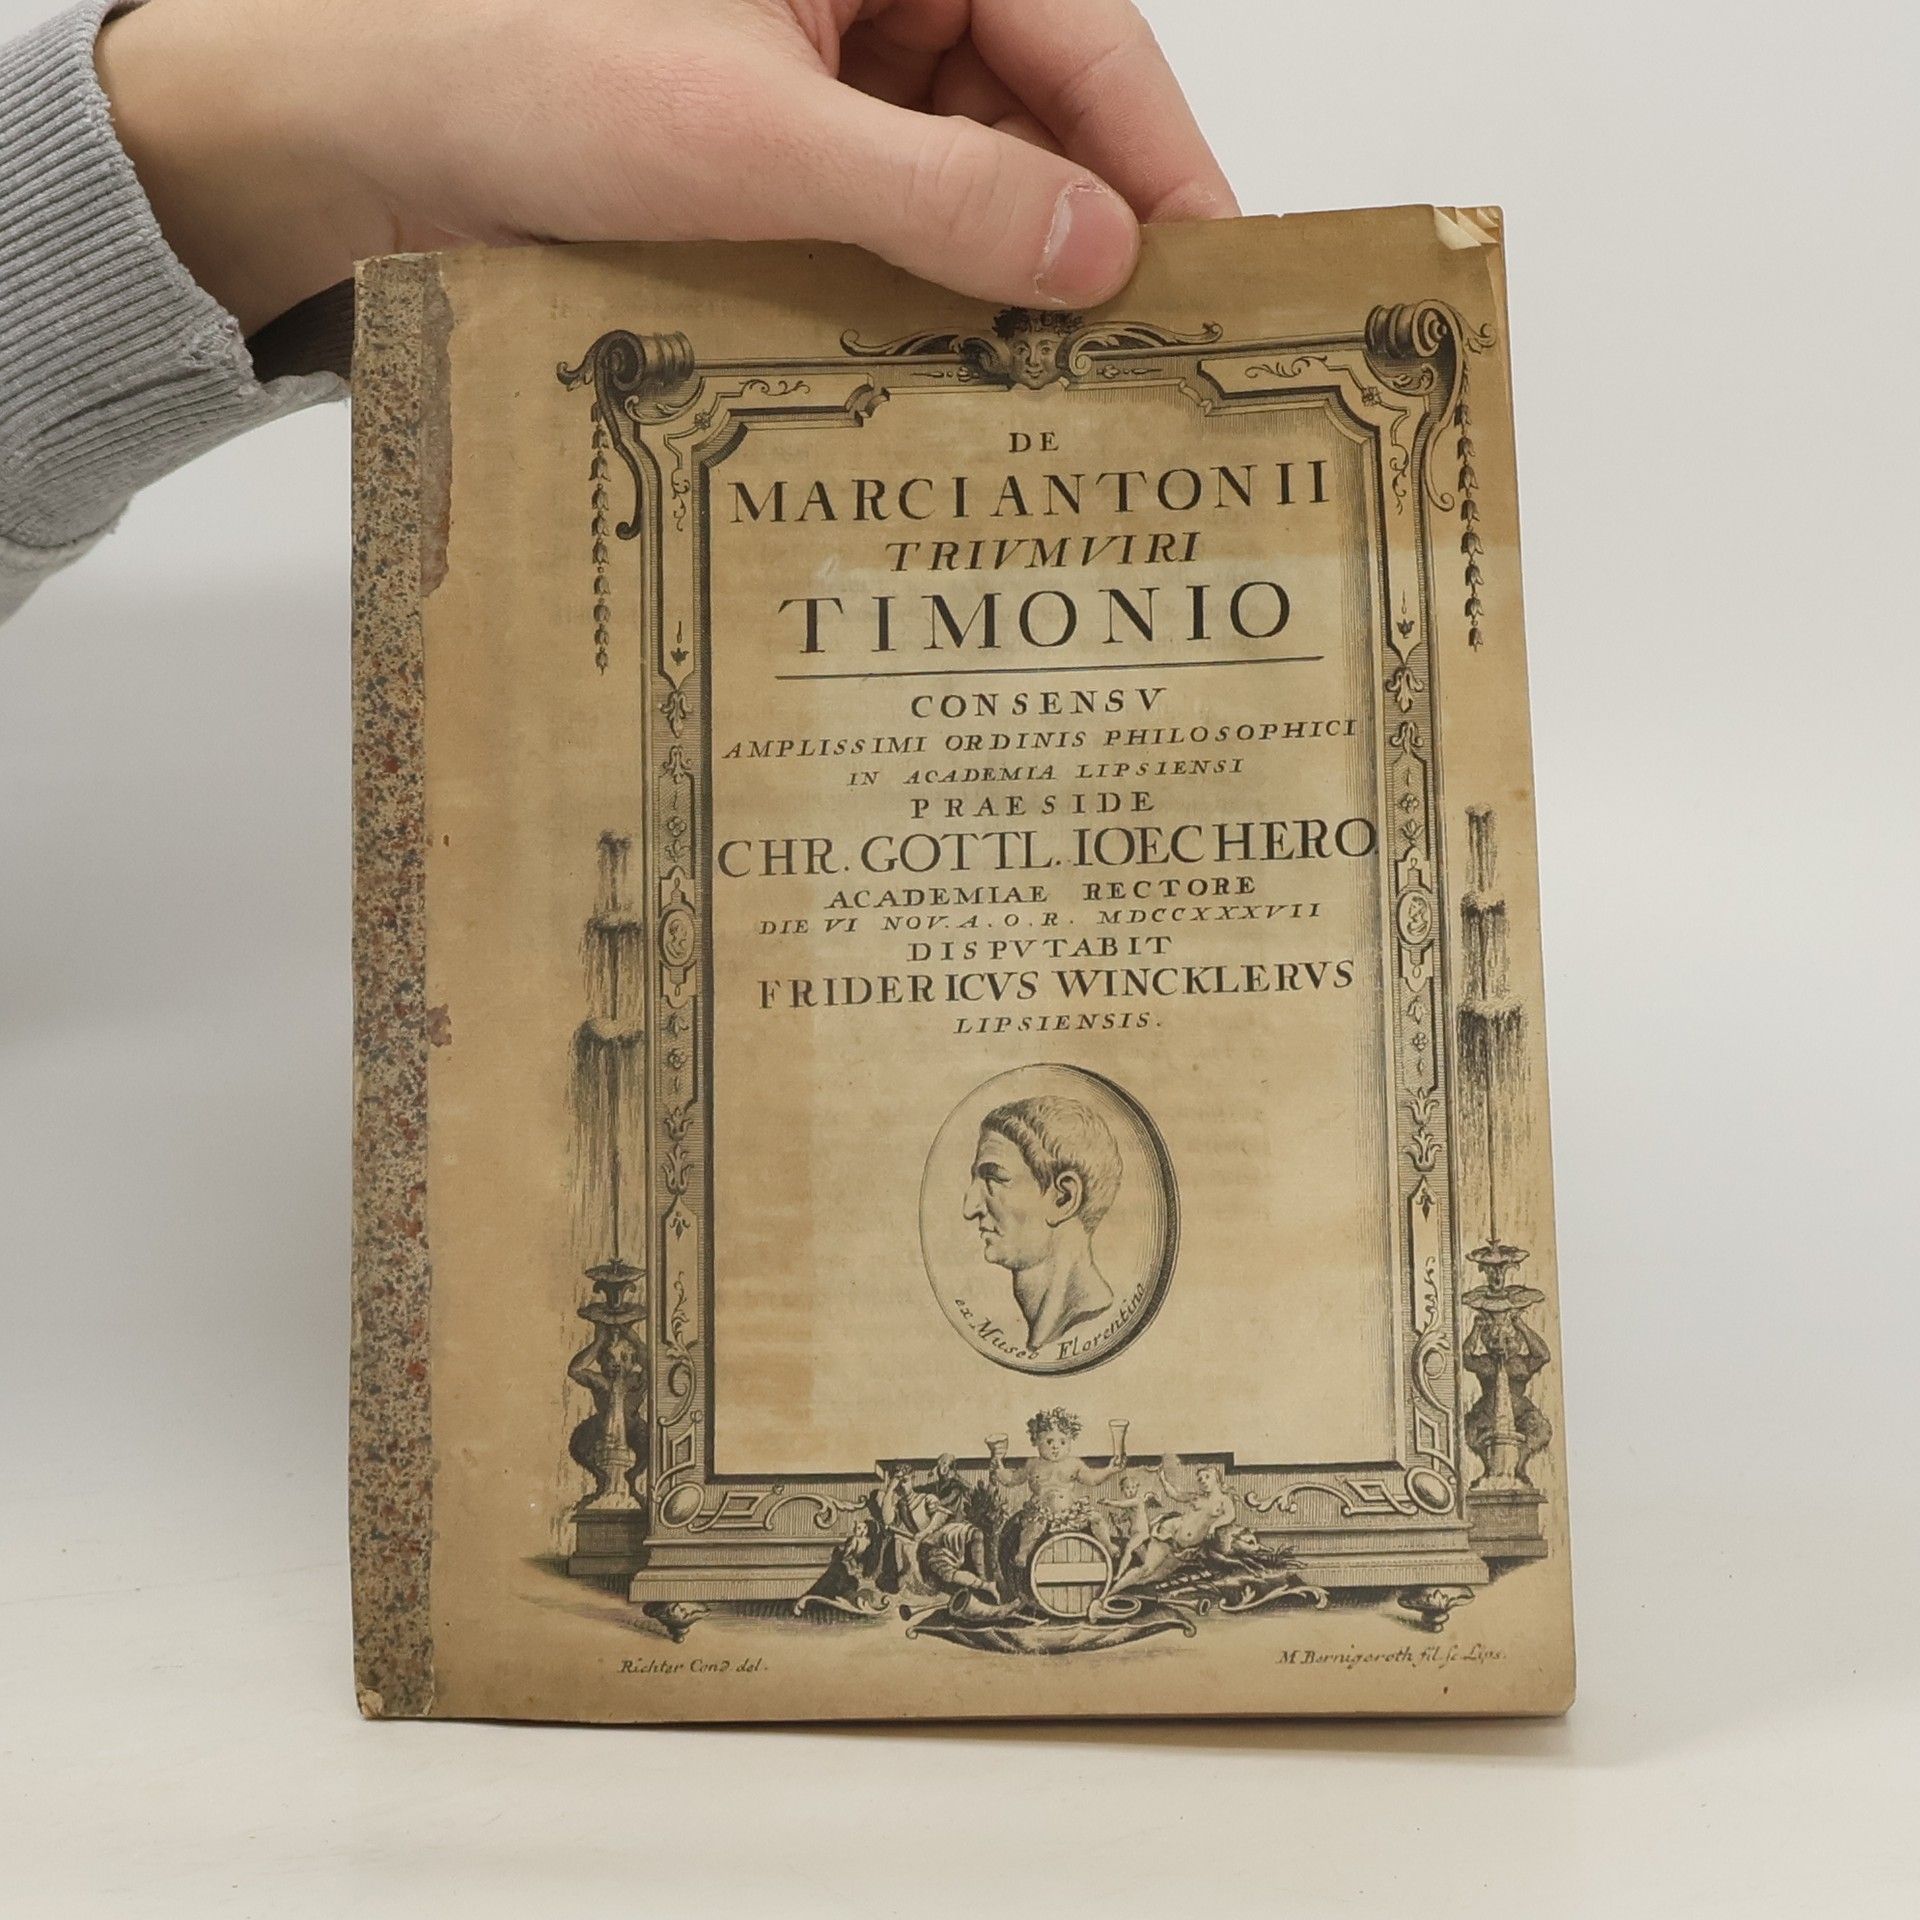 DE
MARCI ANTONII
TRIVMVIRI
TIMONIO
CONSENSV
AMPLISSIMI ORDINIS PHILOSOPHICI
IN ACADEMIA LIPSIENSI
PRAESIDE
CHR. GOTTL. IOECHERO
ACADEMIAE RECTORE
DIE VI NOV. A. O. R. MDCCXXXVII
DISPVTABIT
FRIDERICVS WINCKLERVS
LIPSIENSIS.
ex Museo Florentino
Richter Cond. del.
M Bernigeroth fil. sc. Lips.